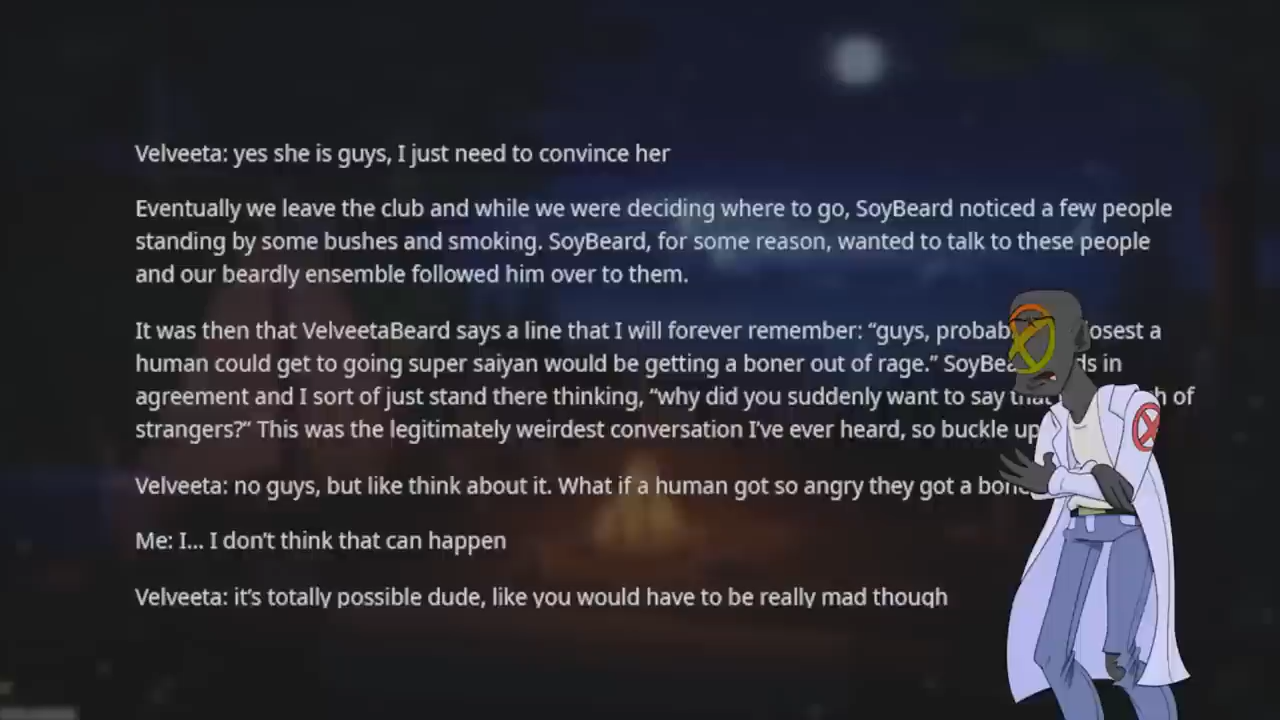 Velveeta: yes she is guys, I just need to convince her
Eventually we leave the club and while we were deciding where to go, SoyBeard noticed a few people
standing by some bushes and smoking. SoyBeard, for some reason, wanted to talk to these people
and our beardly ensemble followed him over to them.
It was then that VelveetaBeard says a line that I will forever remember: “guys, a
human could get to going super saiyan would be getting a boner out of rage.” in
agreement and I sort of just stand there thinking, “why did you suddenly want to say of
strangers?” This was the legitimately weirdest conversation I’ve ever heard, so buckle up
Velveeta: no guys, but like think about it. What if a human got so angry they got a
Me: I... I don’t think that can happen
Velveeta: it’s totally possible dude, like you would have to be really mad though